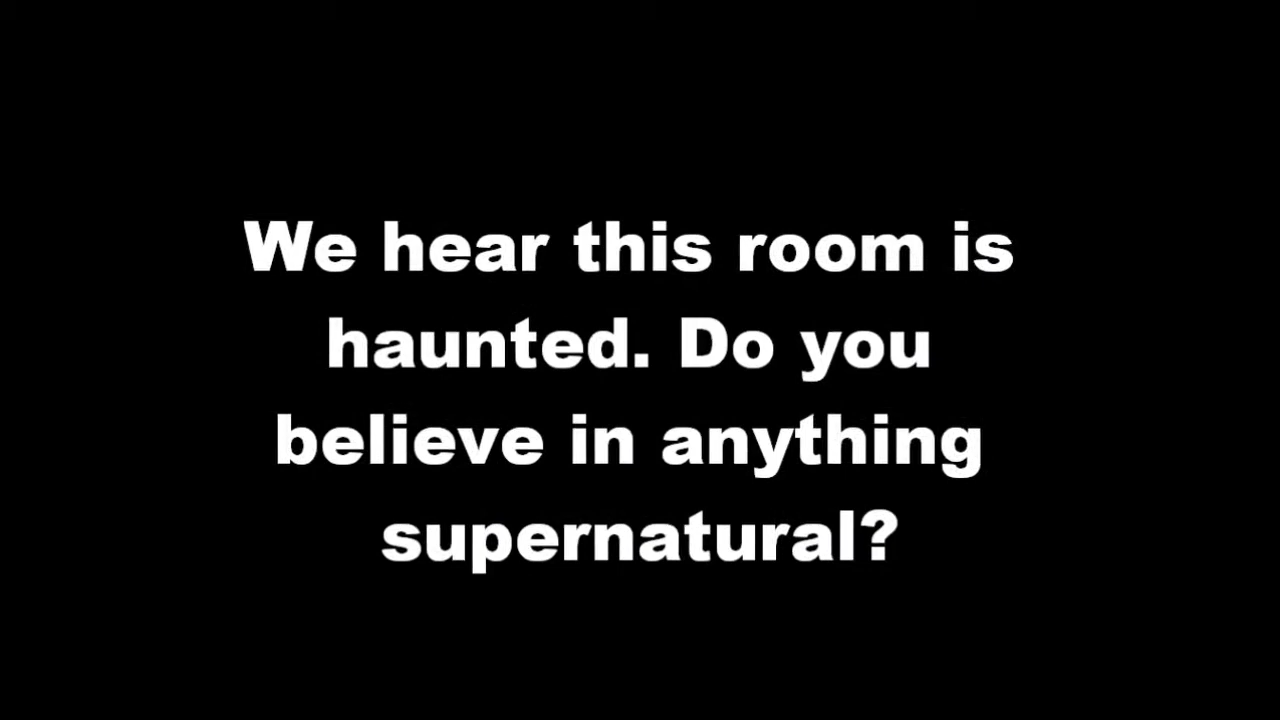 We hear this room is
haunted. Do you
believe in anything
supernatural?